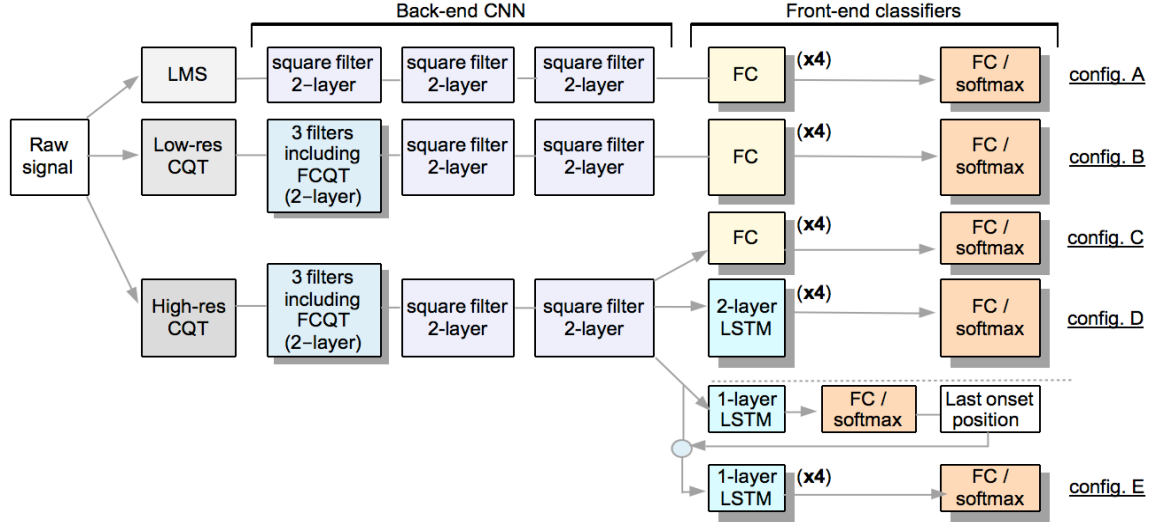 Back-end CNN
Front-end classifiers
LMS
square filter
2-layer
square filter
2-layer
square filter
2-layer
FC
(x4)
FC /
softmax
config. A
Raw
signal
Low-res
CQT
3 filters
including
FCQT
(2-layer)
square filter
2-layer
square filter
2-layer
FC
(x4)
FC /
softmax
config. B
FC
(x4)
FC /
softmax
config. C
High-res
CQT
3 filters
including
FCQT
(2-layer)
square filter
2-layer
square filter
2-layer
2-layer
LSTM
(x4)
FC /
softmax
config. D
1-layer
LSTM
FC /
softmax
Last onset
position
1-layer
LSTM
(x4)
FC /
softmax
config. E